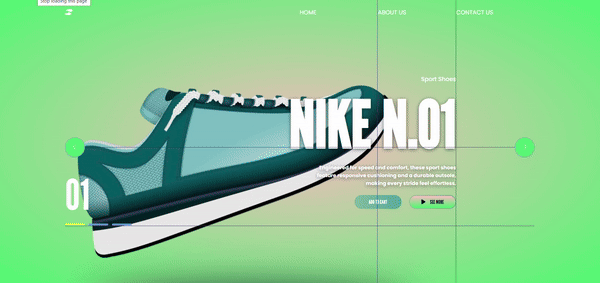 Stop loading this page
HOME
ABOUT US
CONTACT US
Sport Shoes
NIKE N.01
Engineered for speed and comfort, these sport shoes
feature responsive cushioning and a durable outsole,
making every stride feel effortless.
01
ADD TO CART
SEE MORE